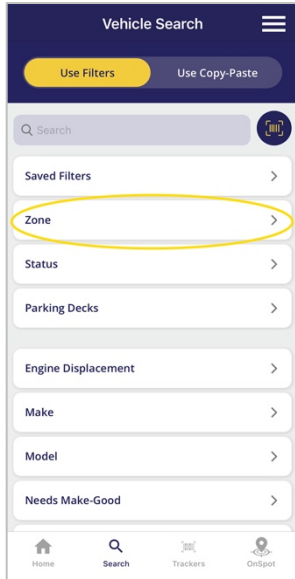 Vehicle Search
Use Filters
Use Copy-Paste
Search
Saved Filters
Zone
Status
Parking Decks
Engine Displacement
Make
Model
Needs Make-Good
Home
Search
Trackers
OnSpot